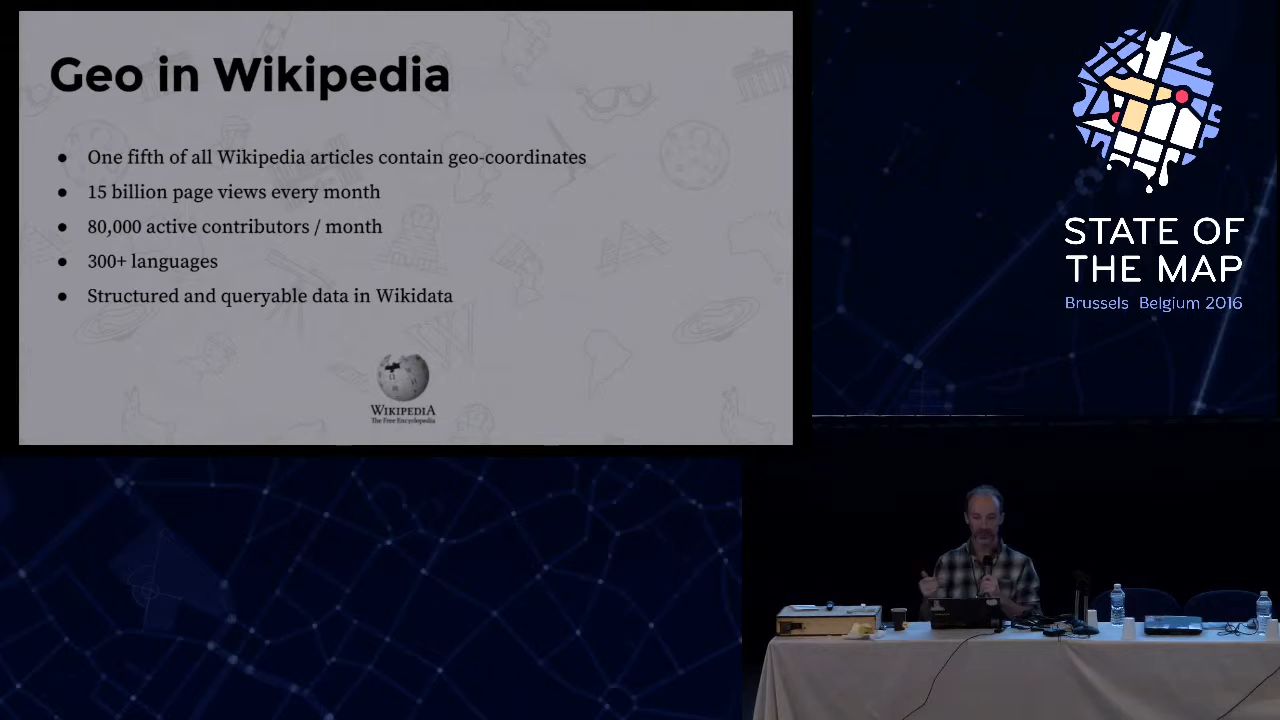 Geo in Wikipedia
● One fifth of all Wikipedia articles contain geo-coordinates
● 15 billion page views every month
● 80,000 active contributors / month
● 300+ languages
● Structured and queryable data in Wikidata
WIKIPEDIA
The Free Encyclopedia
STATE OF
THE MAP
Brussels Belgium 2016